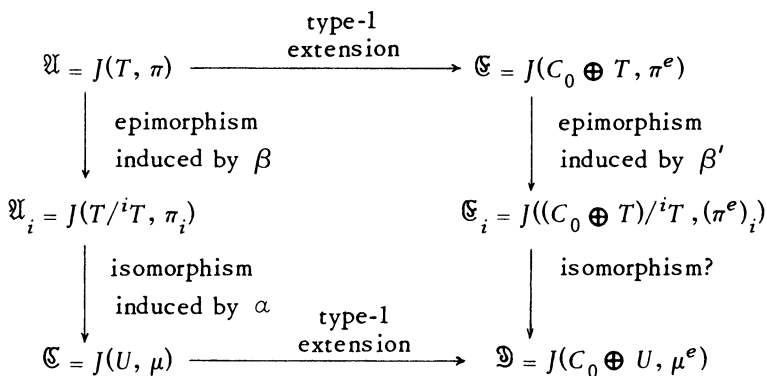 type-1
extension
𝔄 = J(T, π) 𝔈 = J(C₀ ⊕ T, πᵉ)
epimorphism epimorphism
induced by β induced by β′
𝔄ᵢ = J(T/ⁱT, πᵢ) 𝔈ᵢ = J((C₀ ⊕ T)/ⁱT, (πᵉ)ᵢ)
isomorphism isomorphism?
induced by α
type-1
extension
ℭ = J(U, μ) 𝔇 = J(C₀ ⊕ U, μᵉ)